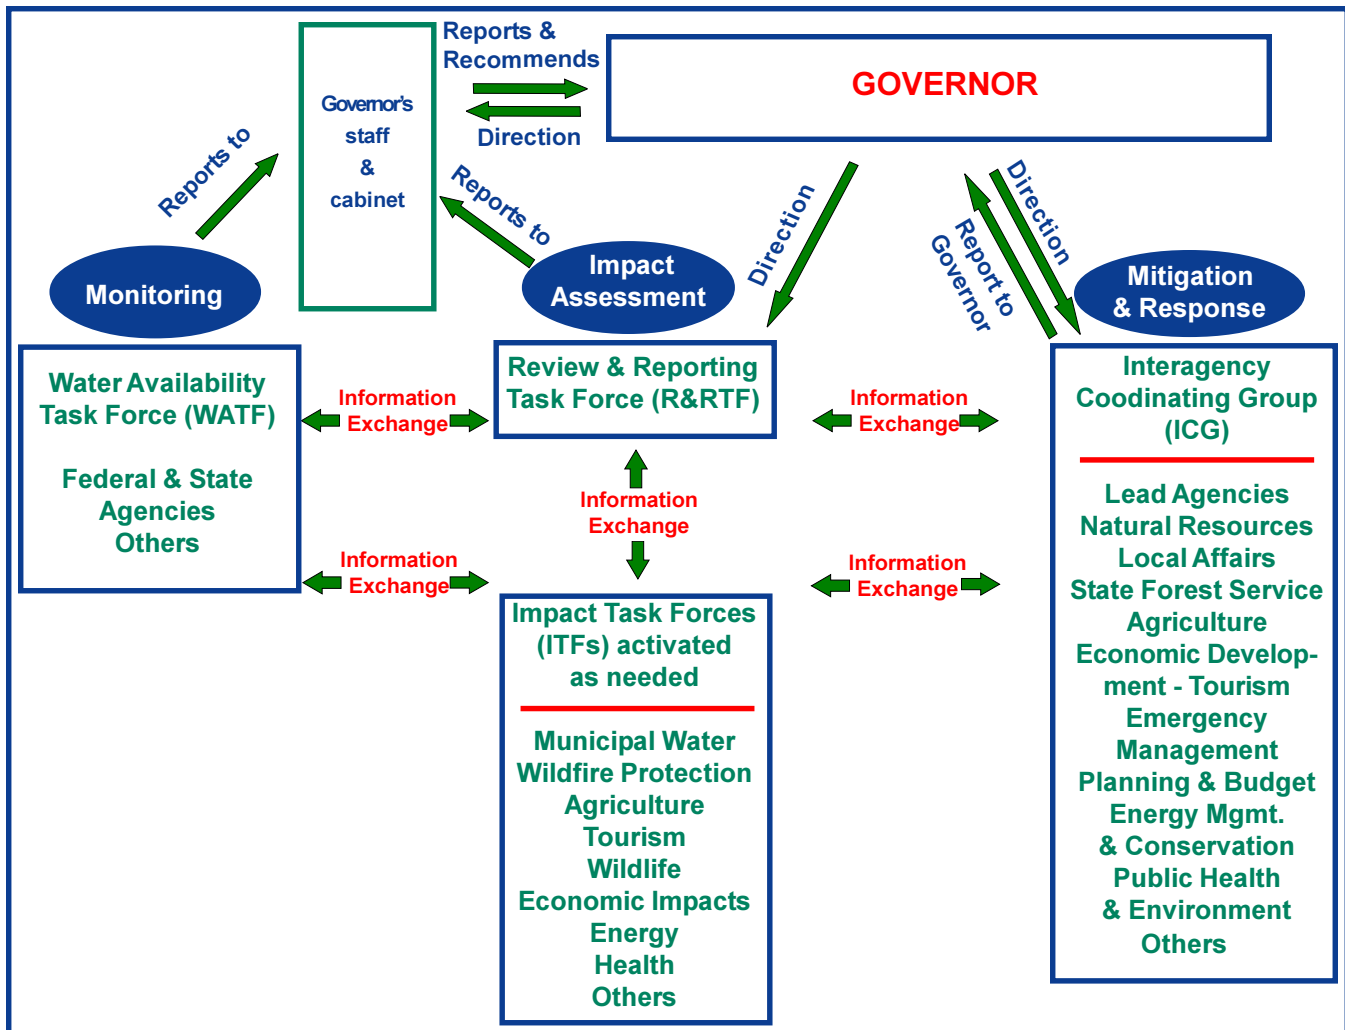 Reports &
Recommends
GOVERNOR
Governor's
staff
&
cabinet
Direction
Reports to
Reports to
Direction
Direction
Report to
Governor
Monitoring
Impact
Assessment
Mitigation
& Response
Water Availability
Task Force (WATF)
Federal & State
Agencies
Others
Information
Exchange
Review & Reporting
Task Force (R&RTF)
Information
Exchange
Interagency
Coodinating Group
(ICG)
Lead Agencies
Natural Resources
Local Affairs
State Forest Service
Agriculture
Economic Develop-
ment - Tourism
Emergency
Management
Planning & Budget
Energy Mgmt.
& Conservation
Public Health
& Environment
Others
Information
Exchange
Information
Exchange
Information
Exchange
Impact Task Forces
(ITFs) activated
as needed
Municipal Water
Wildfire Protection
Agriculture
Tourism
Wildlife
Economic Impacts
Energy
Health
Others